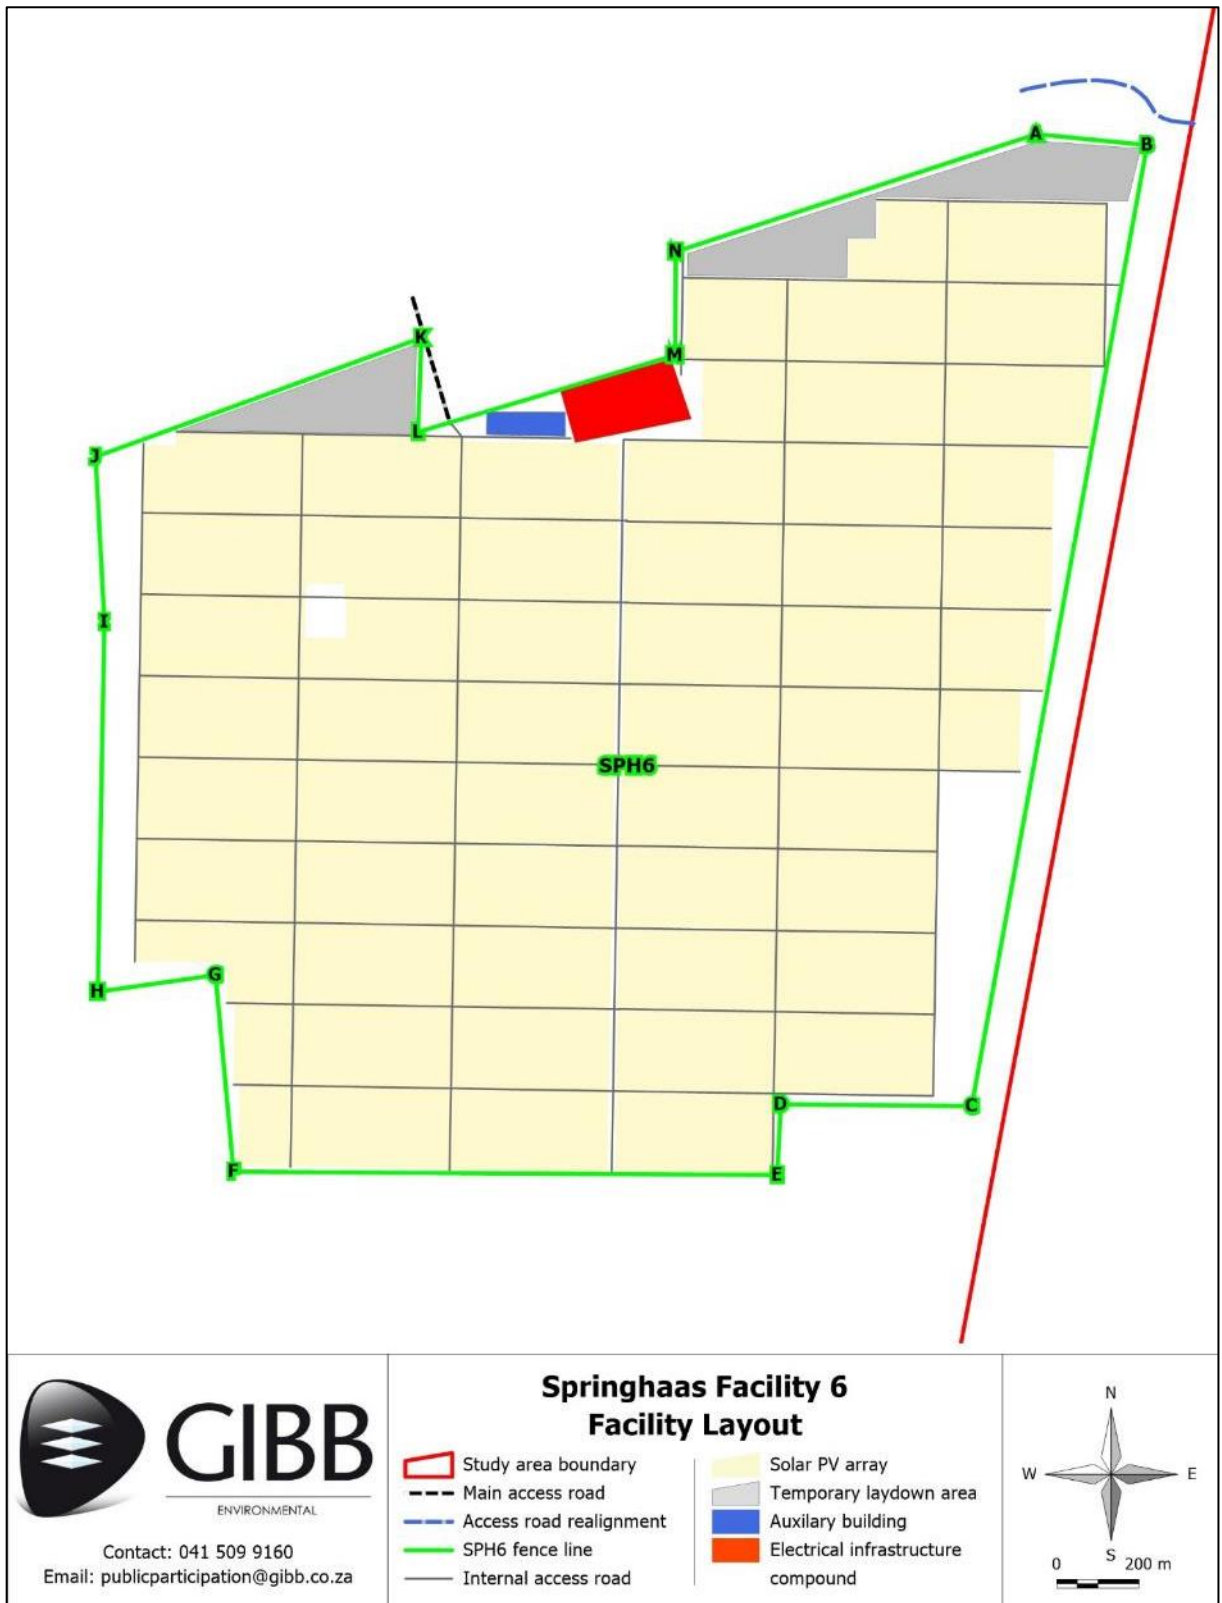 A
B
N
K
M
L
J
I
SPH6
G
H
D
C
F
E
GIBB
ENVIRONMENTAL
Contact: 041 509 9160
Email: publicparticipation@gibb.co.za
Springhaas Facility 6
Facility Layout
Study area boundary
Main access road
Access road realignment
SPH6 fence line
Internal access road
Solar PV array
Temporary laydown area
Auxilary building
Electrical infrastructure
compound
N
W E
S
0 200 m